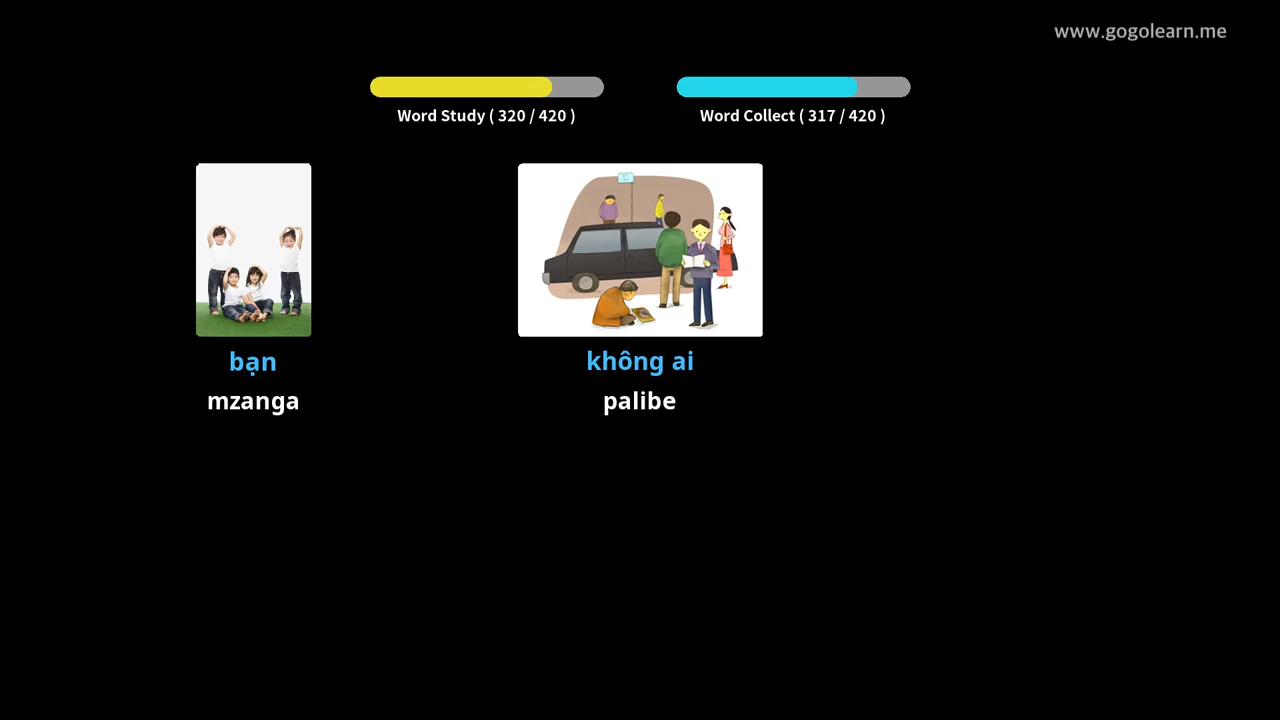 www.gogolearn.me
Word Study ( 320 / 420 )
Word Collect ( 317 / 420 )
bạn
mzanga
không ai
palibe